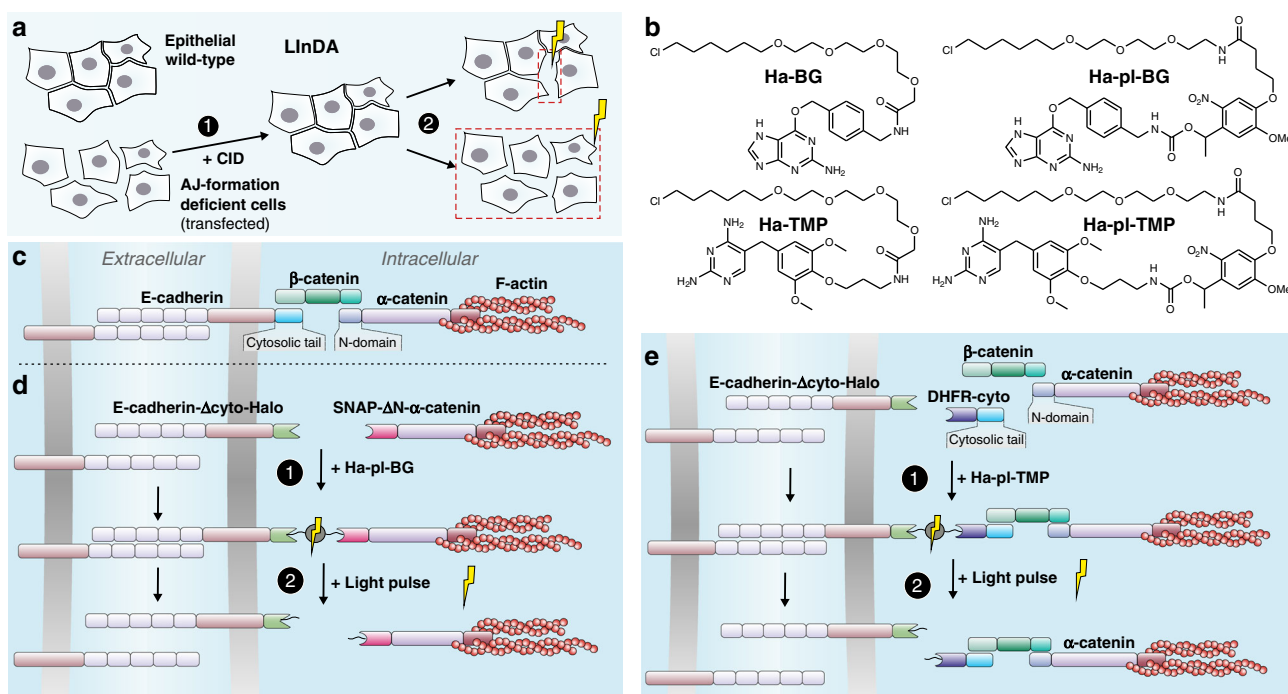 a
Epithelial
wild-type
LInDA
1
+ CID
2
AJ-formation
deficient cells
(transfected)
b
Cl
O
O
O
O
Ha-BG
O
O
NH
H
N
N
N
N
NH2
Cl
O
O
O
N
H
O
Ha-pl-BG
O
NO2
O
OMe
H
N
O
O
H
N
N
N
N
NH2
Cl
O
O
O
O
Ha-TMP
NH2
N
H2N
N
O
O
O
O
NH
Cl
O
O
O
N
H
O
Ha-pl-TMP
NH2
N
H2N
N
O
O
O
H
N
O
O
NO2
O
OMe
c
Extracellular
Intracellular
β-catenin
E-cadherin
α-catenin
F-actin
Cytosolic tail
N-domain
d
E-cadherin-Δcyto-Halo
SNAP-ΔN-α-catenin
1
+ Ha-pl-BG
2
+ Light pulse
e
β-catenin
α-catenin
E-cadherin-Δcyto-Halo
DHFR-cyto
N-domain
Cytosolic tail
1
+ Ha-pl-TMP
2
+ Light pulse
α-catenin